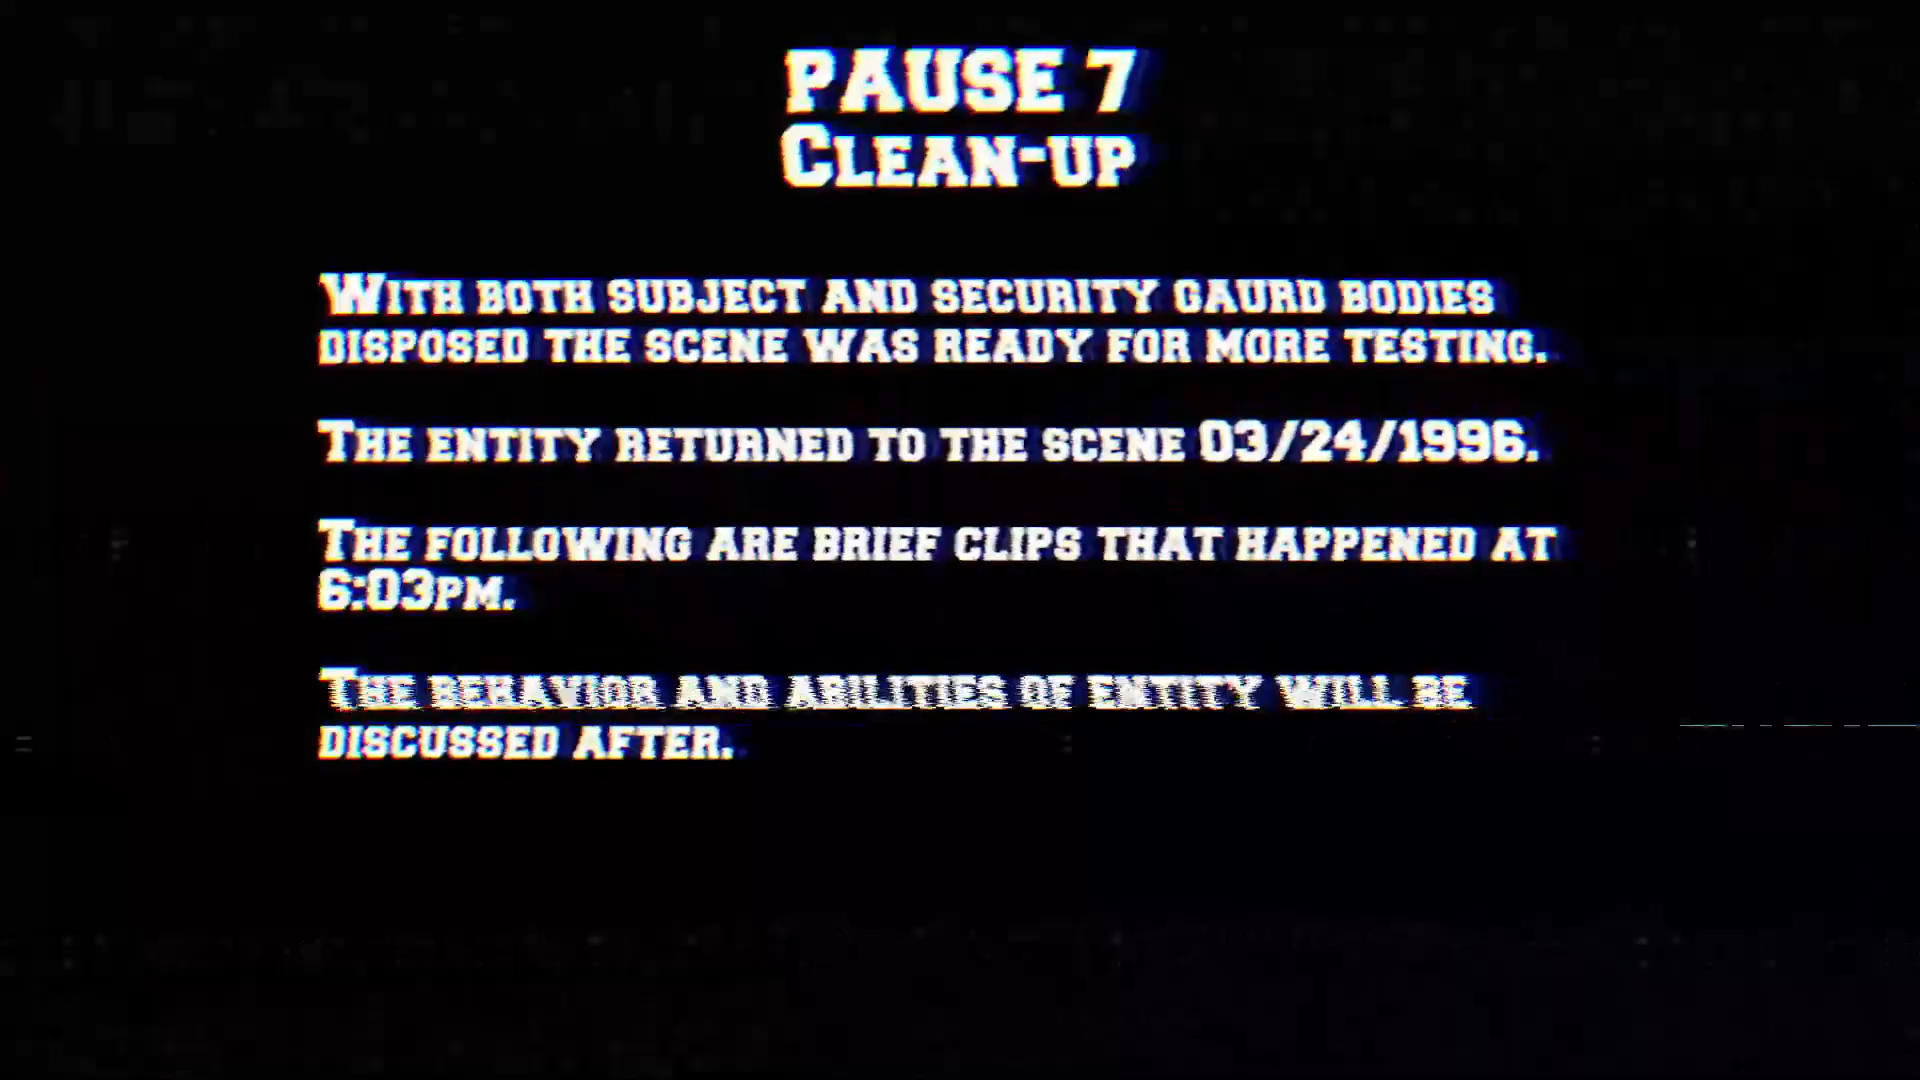 PAUSE 7
CLEAN-UP
WITH BOTH SUBJECT AND SECURITY GAURD BODIES
DISPOSED THE SCENE WAS READY FOR MORE TESTING.
THE ENTITY RETURNED TO THE SCENE 03/24/1996.
THE FOLLOWING ARE BRIEF CLIPS THAT HAPPENED AT
6:03PM.
THE BEHAVIOR AND ABILITIES OF ENTITY WILL BE
DISCUSSED AFTER.